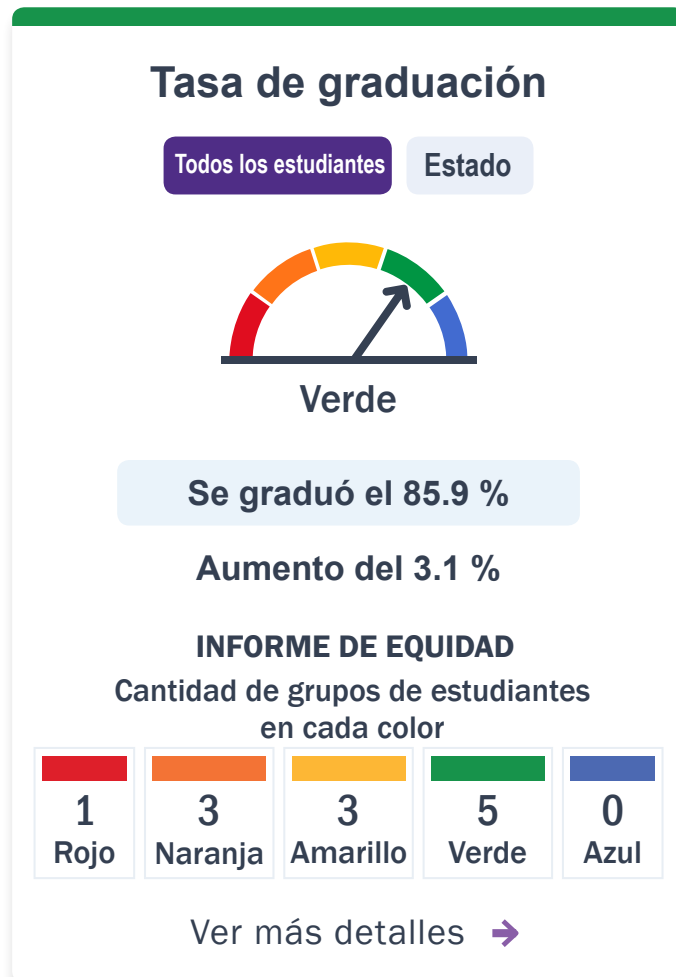 Tasa de graduación
Todos los estudiantes
Estado
Verde
Se graduó el 85.9 %
Aumento del 3.1 %
INFORME DE EQUIDAD
Cantidad de grupos de estudiantes
en cada color
1
Rojo
3
Naranja
3
Amarillo
5
Verde
0
Azul
Ver más detalles